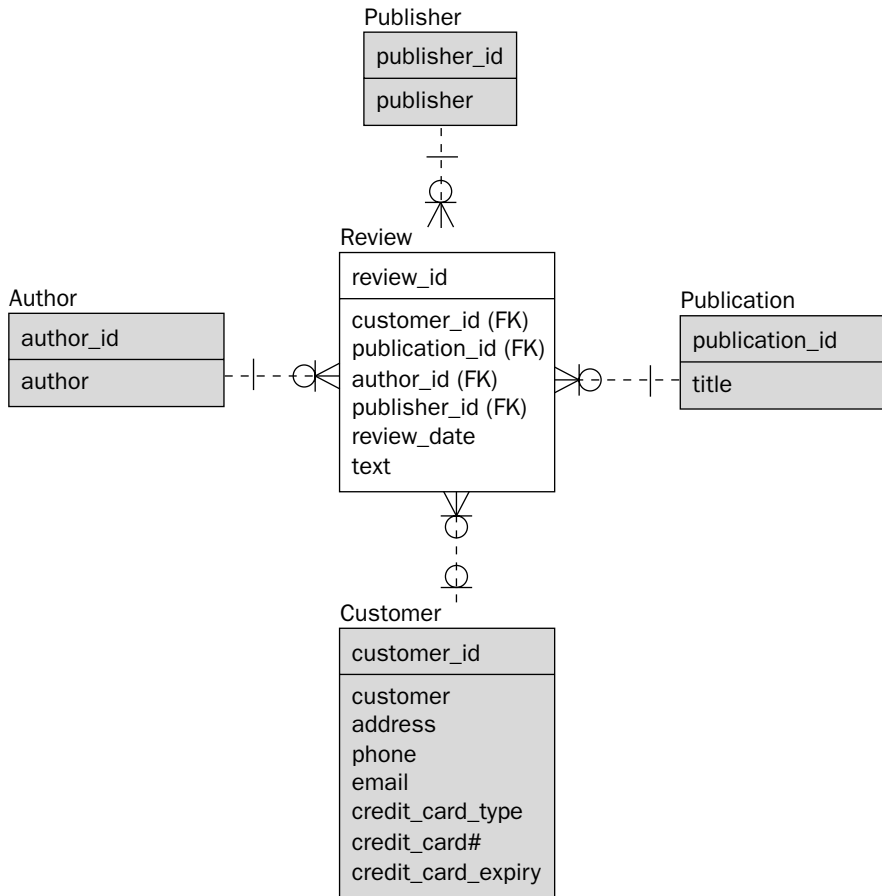 Publisher
publisher_id
publisher
Review
review_id
customer_id (FK)
publication_id (FK)
author_id (FK)
publisher_id (FK)
review_date
text
Author
author_id
author
Publication
publication_id
title
Customer
customer_id
customer
address
phone
email
credit_card_type
credit_card#
credit_card_expiry